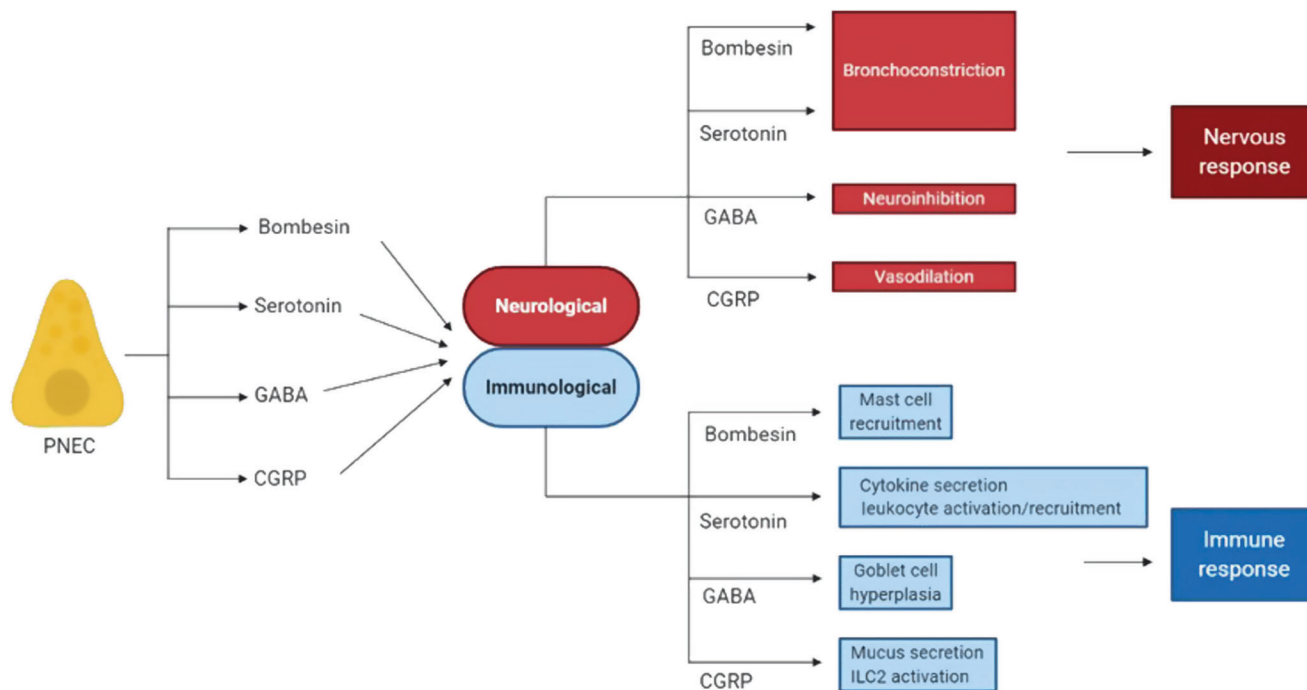 PNEC
Bombesin
Serotonin
GABA
CGRP
Neurological
Immunological
Bombesin
Serotonin
GABA
CGRP
Bronchoconstriction
Neuroinhibition
Vasodilation
Nervous
response
Bombesin
Serotonin
GABA
CGRP
Mast cell
recruitment
Cytokine secretion
leukocyte activation/recruitment
Goblet cell
hyperplasia
Mucus secretion
ILC2 activation
Immune
response